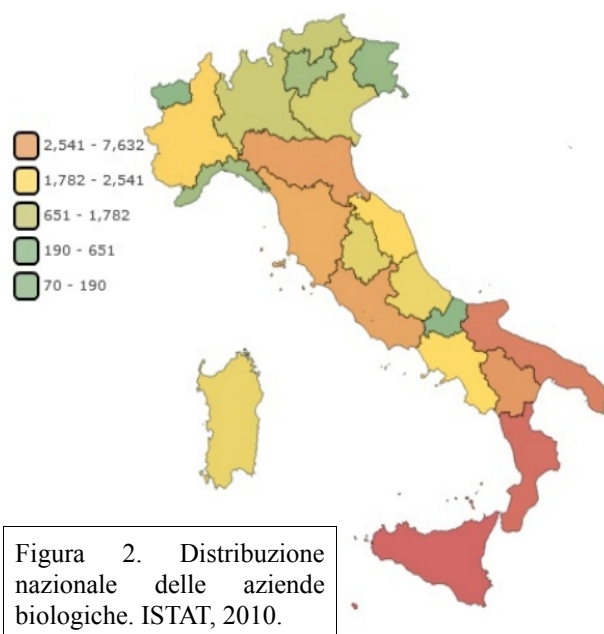 2,541 - 7,632
1,782 - 2,541
651 - 1,782
190 - 651
70 - 190
Figura 2. Distribuzione
nazionale delle aziende
biologiche. ISTAT, 2010.